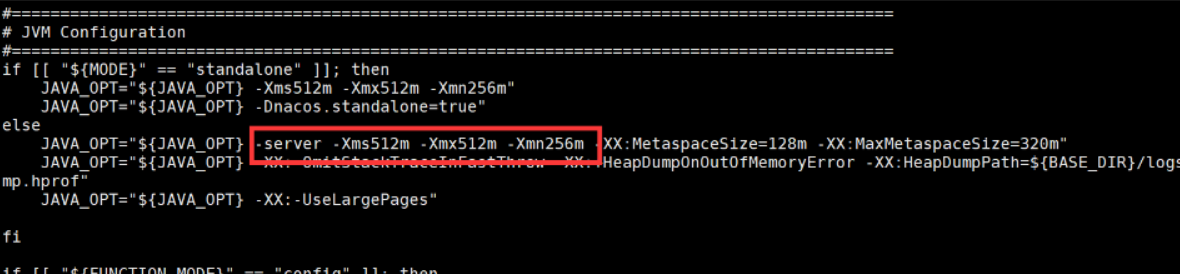 #===========================================================================================
# JVM Configuration
#===========================================================================================
if [[ "${MODE}" == "standalone" ]]; then
    JAVA_OPT="${JAVA_OPT} -Xms512m -Xmx512m -Xmn256m"
    JAVA_OPT="${JAVA_OPT} -Dnacos.standalone=true"
else
    JAVA_OPT="${JAVA_OPT} -server -Xms512m -Xmx512m -Xmn256m -XX:MetaspaceSize=128m -XX:MaxMetaspaceSize=320m"
    JAVA_OPT="${JAVA_OPT} -XX:-OmitStackTraceInFastThrow -XX:+HeapDumpOnOutOfMemoryError -XX:HeapDumpPath=${BASE_DIR}/logs
mp.hprof"
    JAVA_OPT="${JAVA_OPT} -XX:-UseLargePages"
fi
if [[ "${FUNCTION_MODE}" == "config" ]]; then